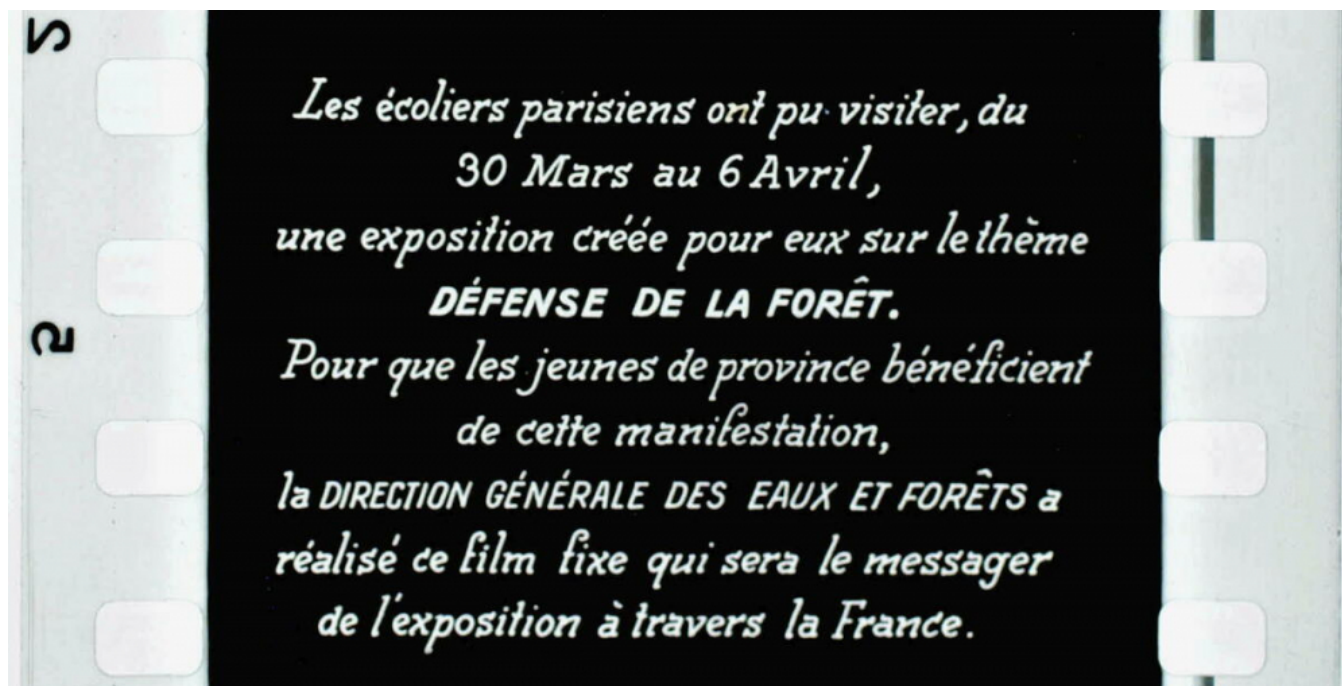 Les écoliers parisiens ont pu visiter, du
30 Mars au 6 Avril,
une exposition créée pour eux sur le thème
DÉFENSE DE LA FORÊT.
Pour que les jeunes de province bénéficient
de cette manifestation,
la DIRECTION GÉNÉRALE DES EAUX ET FORÊTS a
réalisé ce film fixe qui sera le messager
de l'exposition à travers la France.